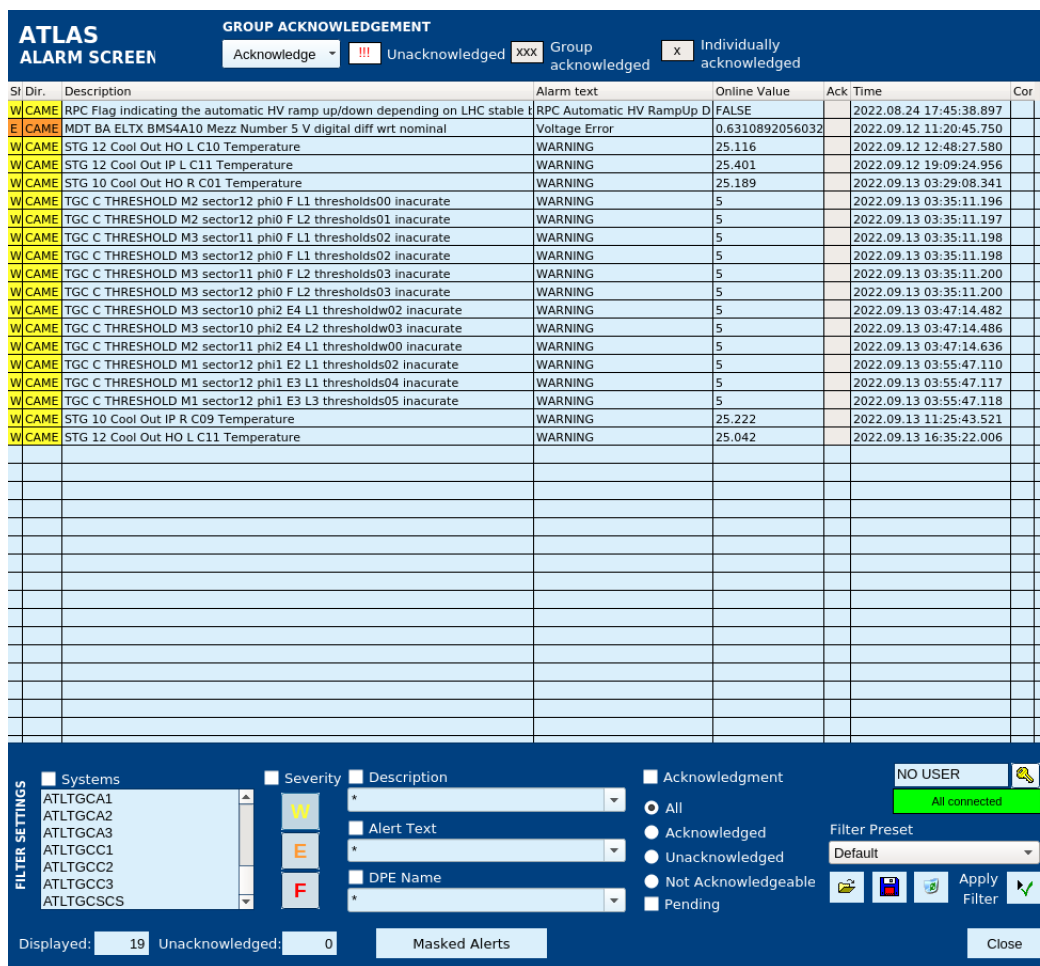 ATLAS
ALARM SCREEN
GROUP ACKNOWLEDGEMENT
Acknowledge !!! Unacknowledged xxx Group acknowledged x Individually acknowledged
Dir. Description Alarm text Online Value Ack Time Cor
W CAME RPC Flag indicating the automatic HV ramp up/down depending on LHC stable RPC Automatic HV RampUp D FALSE 2022.08.24 17:45:38.897
E CAME MDT BA ELTX BMS4A10 Mezz Number 5 V digital diff wrt nominal Voltage Error 0.6310892056032 2022.09.12 11:20:45.750
W CAME STG 12 Cool Out HO L C10 Temperature WARNING 25.116 2022.09.12 12:48:27.580
W CAME STG 12 Cool Out IP L C11 Temperature WARNING 25.401 2022.09.12 19:09:24.956
W CAME STG 10 Cool Out HO R C01 Temperature WARNING 25.189 2022.09.13 03:29:08.341
W CAME TGC C THRESHOLD M2 sector12 phi0 F L1 thresholds00 inacurate WARNING 5 2022.09.13 03:35:11.196
W CAME TGC C THRESHOLD M2 sector12 phi0 F L2 thresholds01 inacurate WARNING 5 2022.09.13 03:35:11.197
W CAME TGC C THRESHOLD M3 sector11 phi0 F L1 thresholds02 inacurate WARNING 5 2022.09.13 03:35:11.198
W CAME TGC C THRESHOLD M3 sector12 phi0 F L1 thresholds02 inacurate WARNING 5 2022.09.13 03:35:11.198
W CAME TGC C THRESHOLD M3 sector11 phi0 F L2 thresholds03 inacurate WARNING 5 2022.09.13 03:35:11.200
W CAME TGC C THRESHOLD M3 sector12 phi0 F L2 thresholds03 inacurate WARNING 5 2022.09.13 03:35:11.200
W CAME TGC C THRESHOLD M3 sector10 phi2 E4 L1 thresholdw02 inacurate WARNING 5 2022.09.13 03:47:14.482
W CAME TGC C THRESHOLD M3 sector10 phi2 E4 L2 thresholdw03 inacurate WARNING 5 2022.09.13 03:47:14.486
W CAME TGC C THRESHOLD M2 sector11 phi2 E4 L1 thresholdw00 inacurate WARNING 5 2022.09.13 03:47:14.636
W CAME TGC C THRESHOLD M1 sector12 phi1 E2 L1 thresholds02 inacurate WARNING 5 2022.09.13 03:55:47.110
W CAME TGC C THRESHOLD M1 sector12 phi1 E3 L1 thresholds04 inacurate WARNING 5 2022.09.13 03:55:47.117
W CAME TGC C THRESHOLD M1 sector12 phi1 E3 L3 thresholds05 inacurate WARNING 5 2022.09.13 03:55:47.118
W CAME STG 10 Cool Out IP R C09 Temperature WARNING 25.222 2022.09.13 11:25:43.521
W CAME STG 12 Cool Out HO L C11 Temperature WARNING 25.042 2022.09.13 16:35:22.006
FILTER SETTINGS
Systems
ATLTGCA1
ATLTGCA2
ATLTGCA3
ATLTGCC1
ATLTGCC2
ATLTGCC3
ATLTGCSCS
Severity
W
E
F
Description
*
Alert Text
*
DPE Name
*
Acknowledgment
All
Acknowledged
Unacknowledged
Not Acknowledgeable
Pending
NO USER
All connected
Filter Preset
Default
Apply
Filter
Displayed: 19 Unacknowledged: 0 Masked Alerts Close